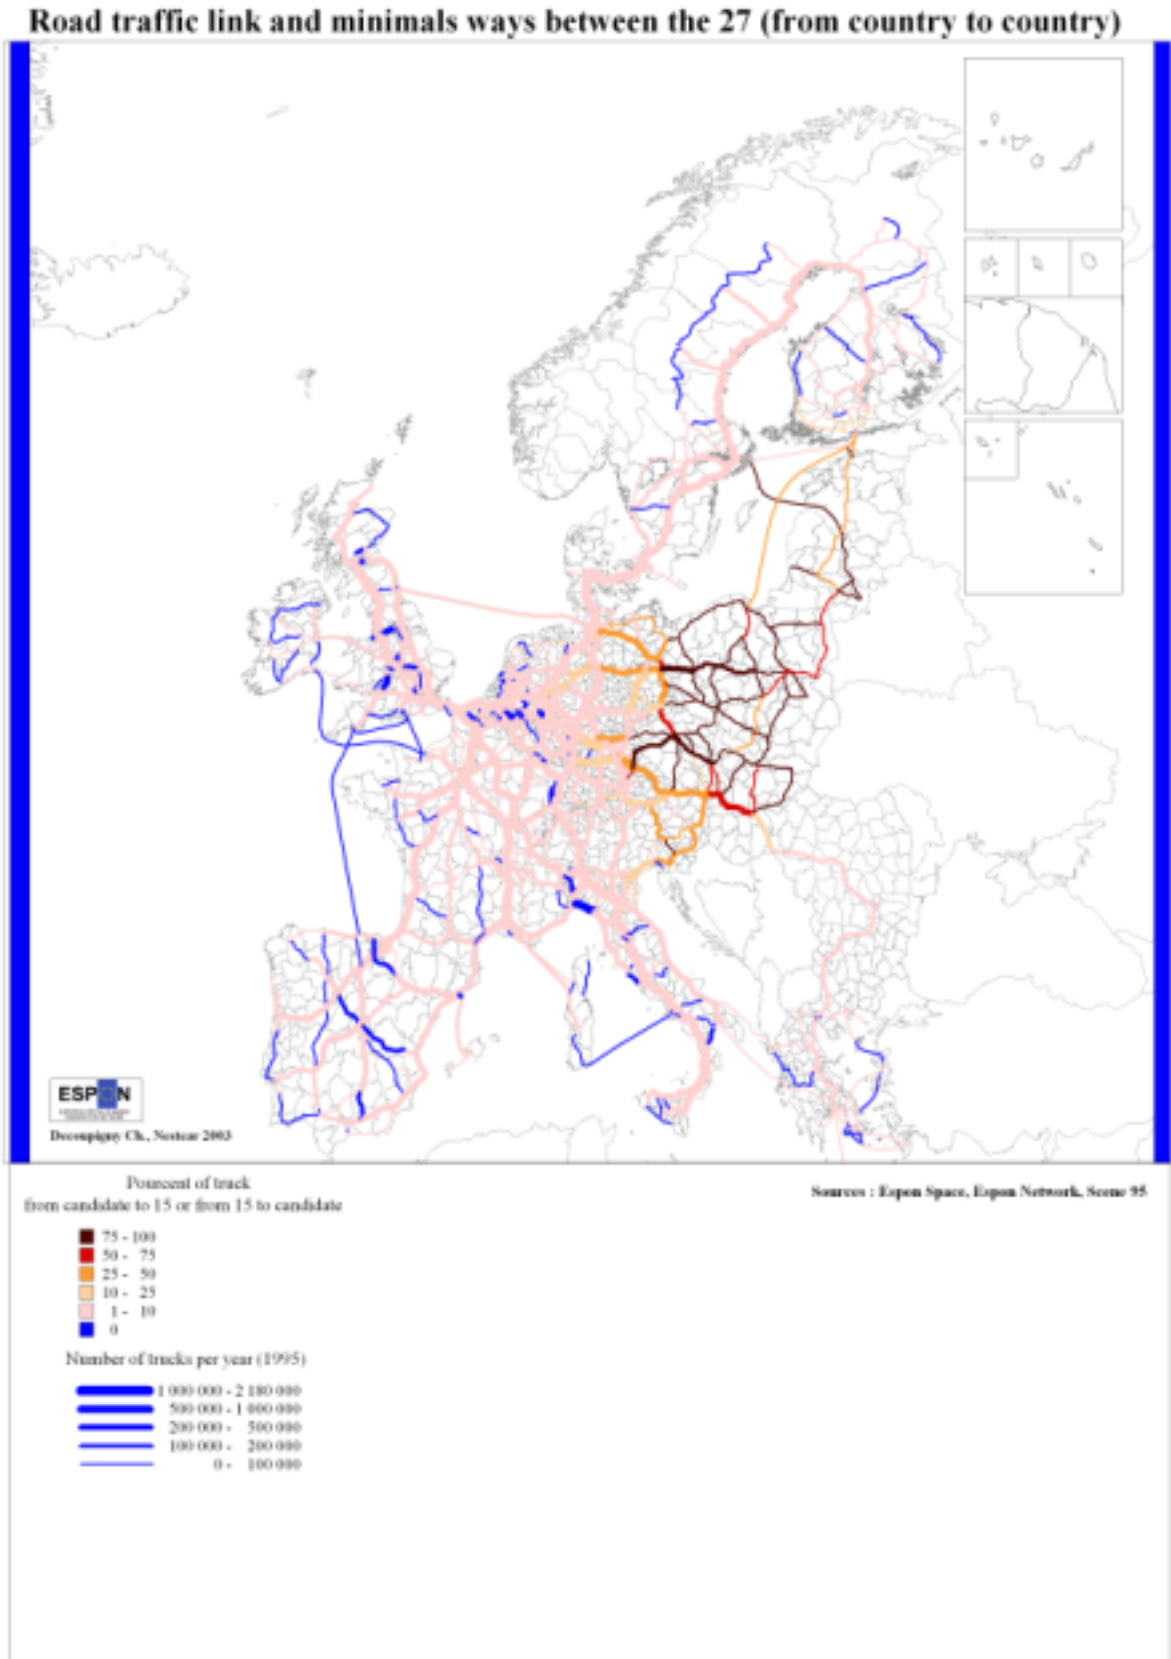 Road traffic link and minimals ways between the 27 (from country to country)
ESPON
Decoupigny Ch., Nestear 2003
Sources : Espon Space, Espon Network, Scene 95
Pourcent of truck
from candidate to 15 or from 15 to candidate
75 - 100
50 - 75
25 - 50
10 - 25
1 - 10
0
Number of trucks per year (1995)
1 000 000 - 2 180 000
500 000 - 1 000 000
200 000 - 500 000
100 000 - 200 000
0 - 100 000